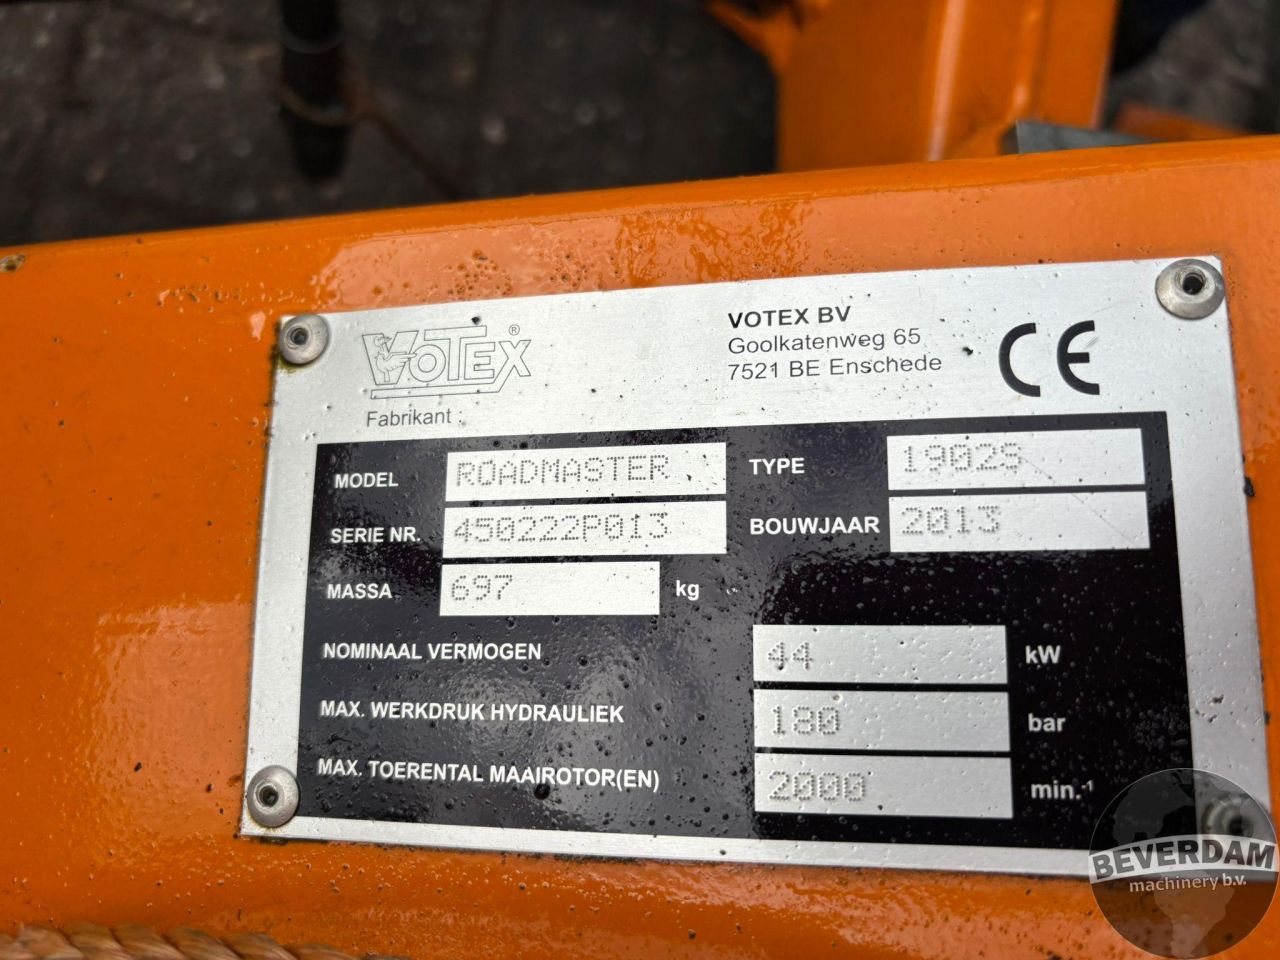 VOTEX ®
Fabrikant :
VOTEX BV
Goolkatenweg 65
7521 BE Enschede
CE
MODEL ROADMASTER
TYPE 1902S
SERIE NR. 450222P013
BOUWJAAR 2013
MASSA 697 kg
NOMINAAL VERMOGEN 44 kW
MAX. WERKDRUK HYDRAULIEK 180 bar
MAX. TOERENTAL MAAIROTOR(EN) 2000 min.-1
BEVERDAM
machinery b.v.